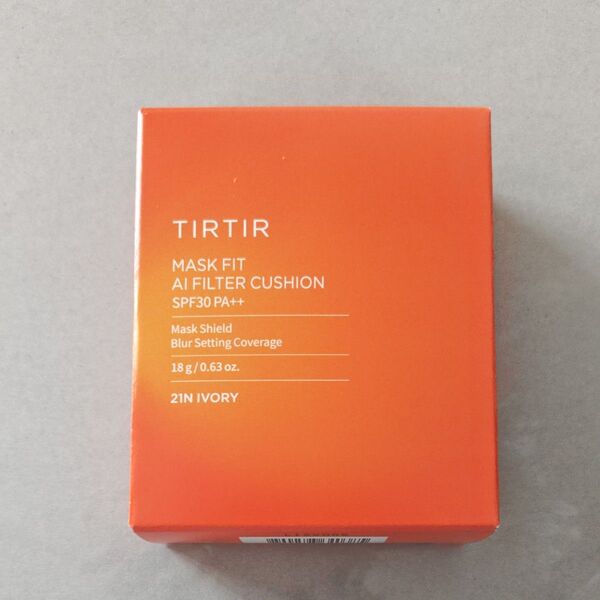 TIRTIR
MASK FIT
AI FILTER CUSHION
SPF30 PA++
Mask Shield
Blur Setting Coverage
18 g / 0.63 oz.
21N IVORY